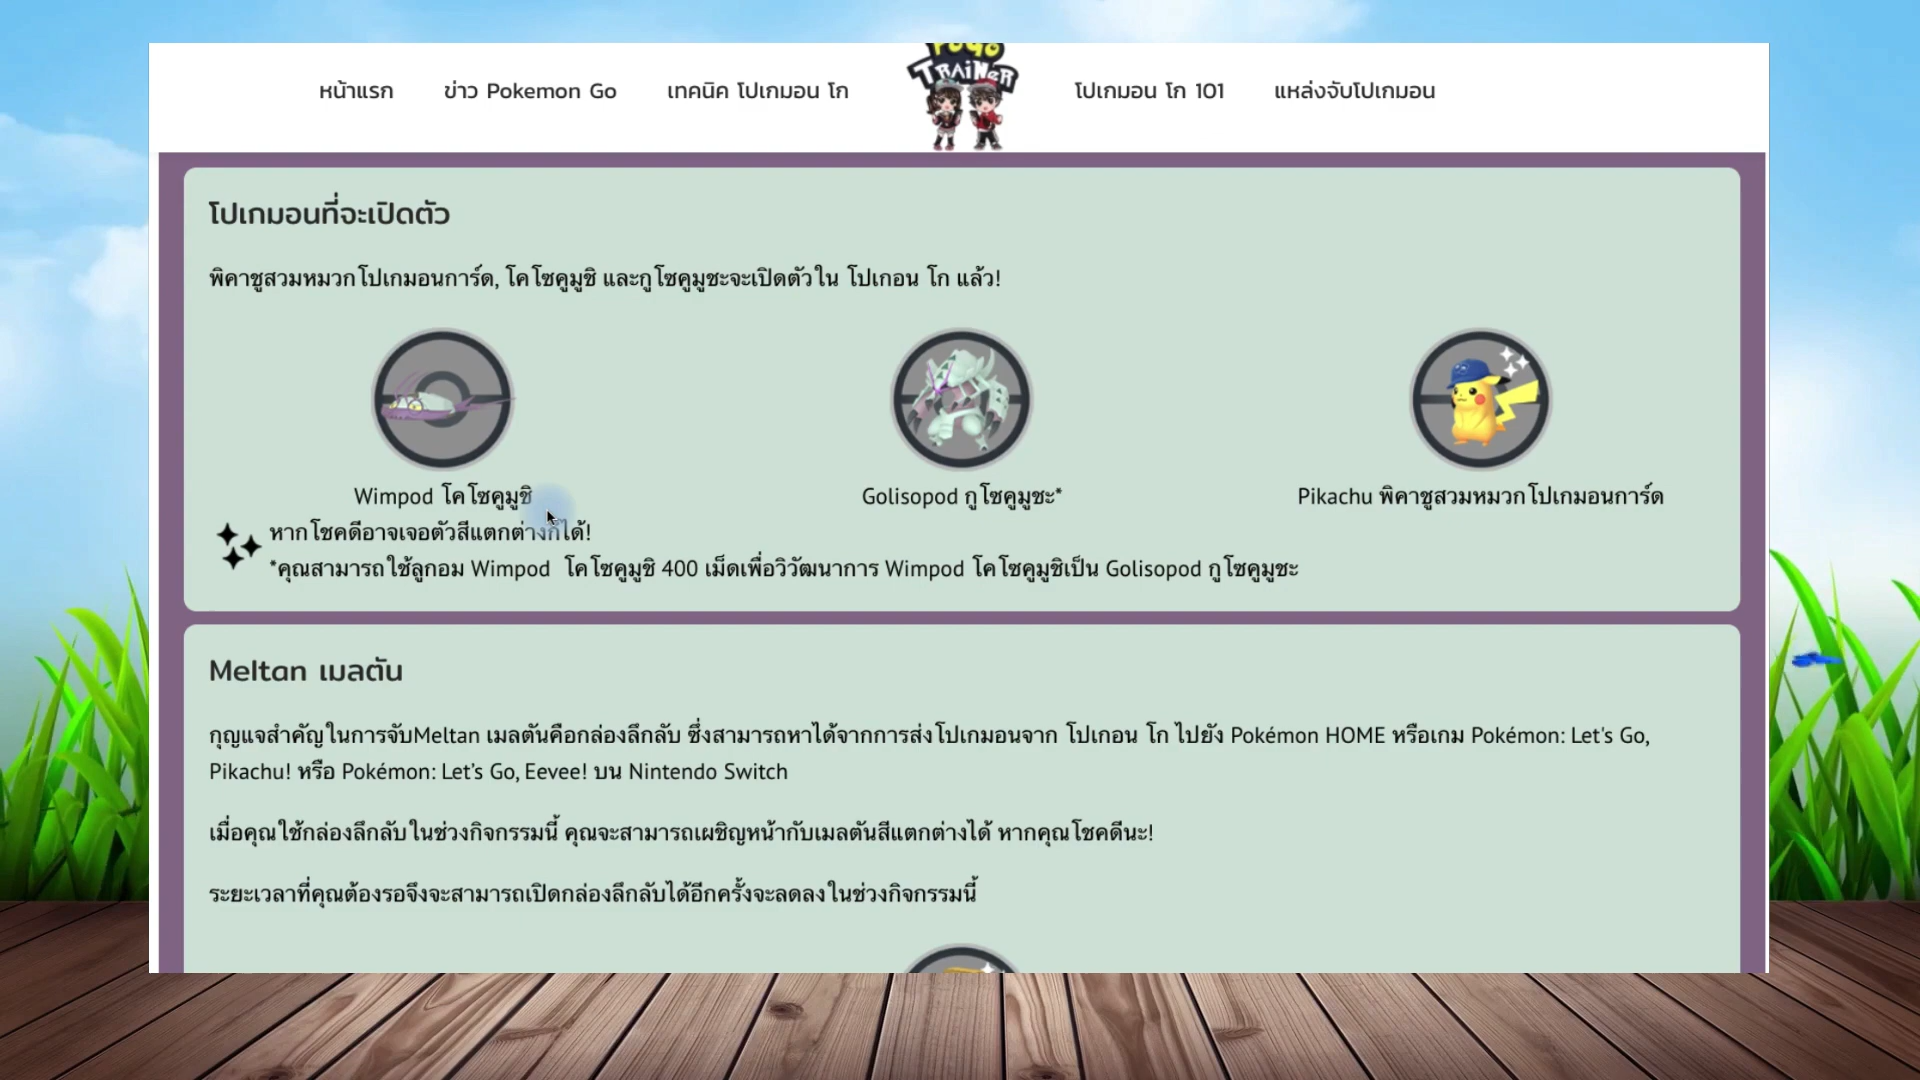 หน้าแรก ข่าว Pokemon Go เทคนิค โปเกมอน โก POGO TRAINER โปเกมอน โก 101 แหล่งจับโปเกมอน
โปเกมอนที่จะเปิดตัว
พิคาชูสวมหมวกโปเกมอนการ์ด, โคโซคูมูชิ และกูโซคูมูชะจะเปิดตัวใน โปเกอน โก แล้ว!
Wimpod โคโซคูมูชิ Golisopod กูโซคูมูชะ* Pikachu พิคาชูสวมหมวกโปเกมอนการ์ด
หากโชคดีอาจเจอตัวสีแตกต่างก็ได้!
*คุณสามารถใช้ลูกอม Wimpod โคโซคูมูชิ 400 เม็ดเพื่อวิวัฒนาการ Wimpod โคโซคูมูชิเป็น Golisopod กูโซคูมูชะ
Meltan เมลตัน
กุญแจสำคัญในการจับMeltan เมลตันคือกล่องลึกลับ ซึ่งสามารถหาได้จากการส่งโปเกมอนจาก โปเกอน โก ไปยัง Pokémon HOME หรือเกม Pokémon: Let's Go,
Pikachu! หรือ Pokémon: Let’s Go, Eevee! บน Nintendo Switch
เมื่อคุณใช้กล่องลึกลับในช่วงกิจกรรมนี้ คุณจะสามารถเผชิญหน้ากับเมลตันสีแตกต่างได้ หากคุณโชคดีนะ!
ระยะเวลาที่คุณต้องรอจึงจะสามารถเปิดกล่องลึกลับได้อีกครั้งจะลดลงในช่วงกิจกรรมนี้